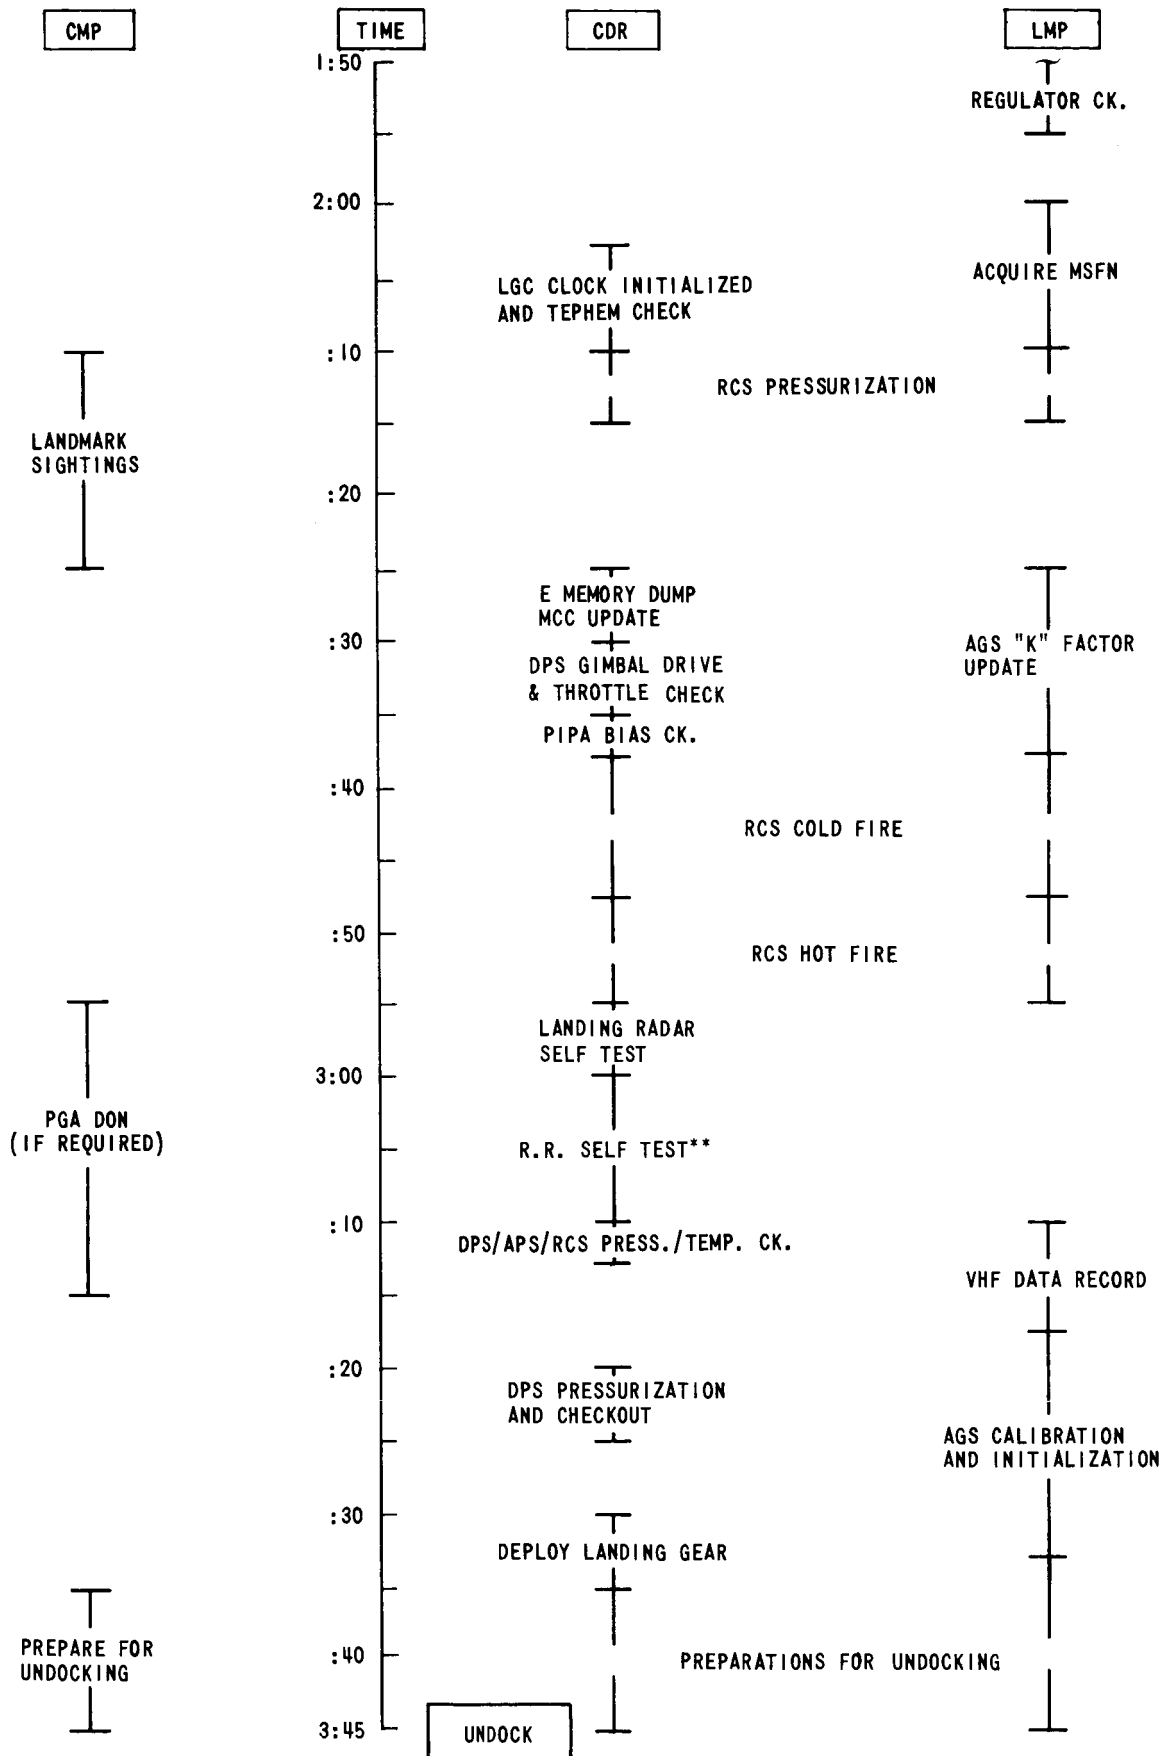 CMP
TIME
CDR
LMP
1:50
REGULATOR CK.
2:00
LGC CLOCK INITIALIZED
AND TEPHEM CHECK
ACQUIRE MSFN
:10
RCS PRESSURIZATION
LANDMARK
SIGHTINGS
:20
E MEMORY DUMP
MCC UPDATE
:30
AGS "K" FACTOR
UPDATE
DPS GIMBAL DRIVE
& THROTTLE CHECK
PIPA BIAS CK.
:40
RCS COLD FIRE
:50
RCS HOT FIRE
LANDING RADAR
SELF TEST
3:00
PGA DON
(IF REQUIRED)
R.R. SELF TEST**
:10
DPS/APS/RCS PRESS./TEMP. CK.
VHF DATA RECORD
:20
DPS PRESSURIZATION
AND CHECKOUT
AGS CALIBRATION
AND INITIALIZATION
:30
DEPLOY LANDING GEAR
PREPARE FOR
UNDOCKING
:40
PREPARATIONS FOR UNDOCKING
3:45
UNDOCK